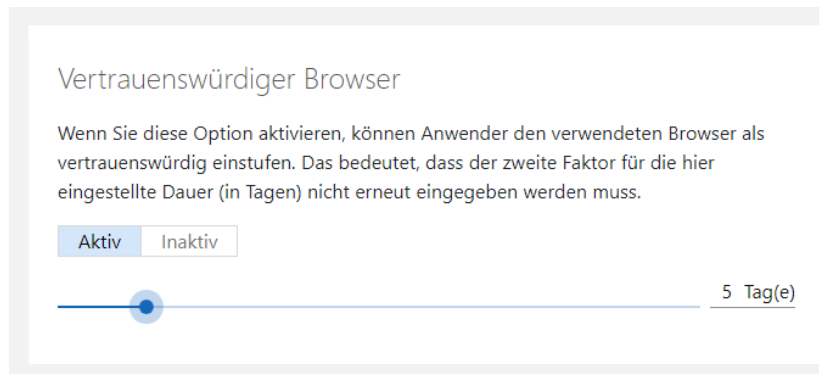 Vertrauenswürdiger Browser
Wenn Sie diese Option aktivieren, können Anwender den verwendeten Browser als
vertrauenswürdig einstufen. Das bedeutet, dass der zweite Faktor für die hier
eingestellte Dauer (in Tagen) nicht erneut eingegeben werden muss.
Aktiv Inaktiv
5 Tag(e)